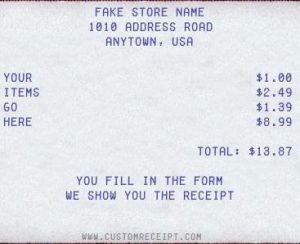 FAKE STORE NAME
1010 ADDRESS ROAD
ANYTOWN, USA
YOUR $1.00
ITEMS $2.49
GO $1.39
HERE $8.99
TOTAL: $13.87
YOU FILL IN THE FORM
WE SHOW YOU THE RECEIPT
WWW.CUSTOMRECEIPT.COM